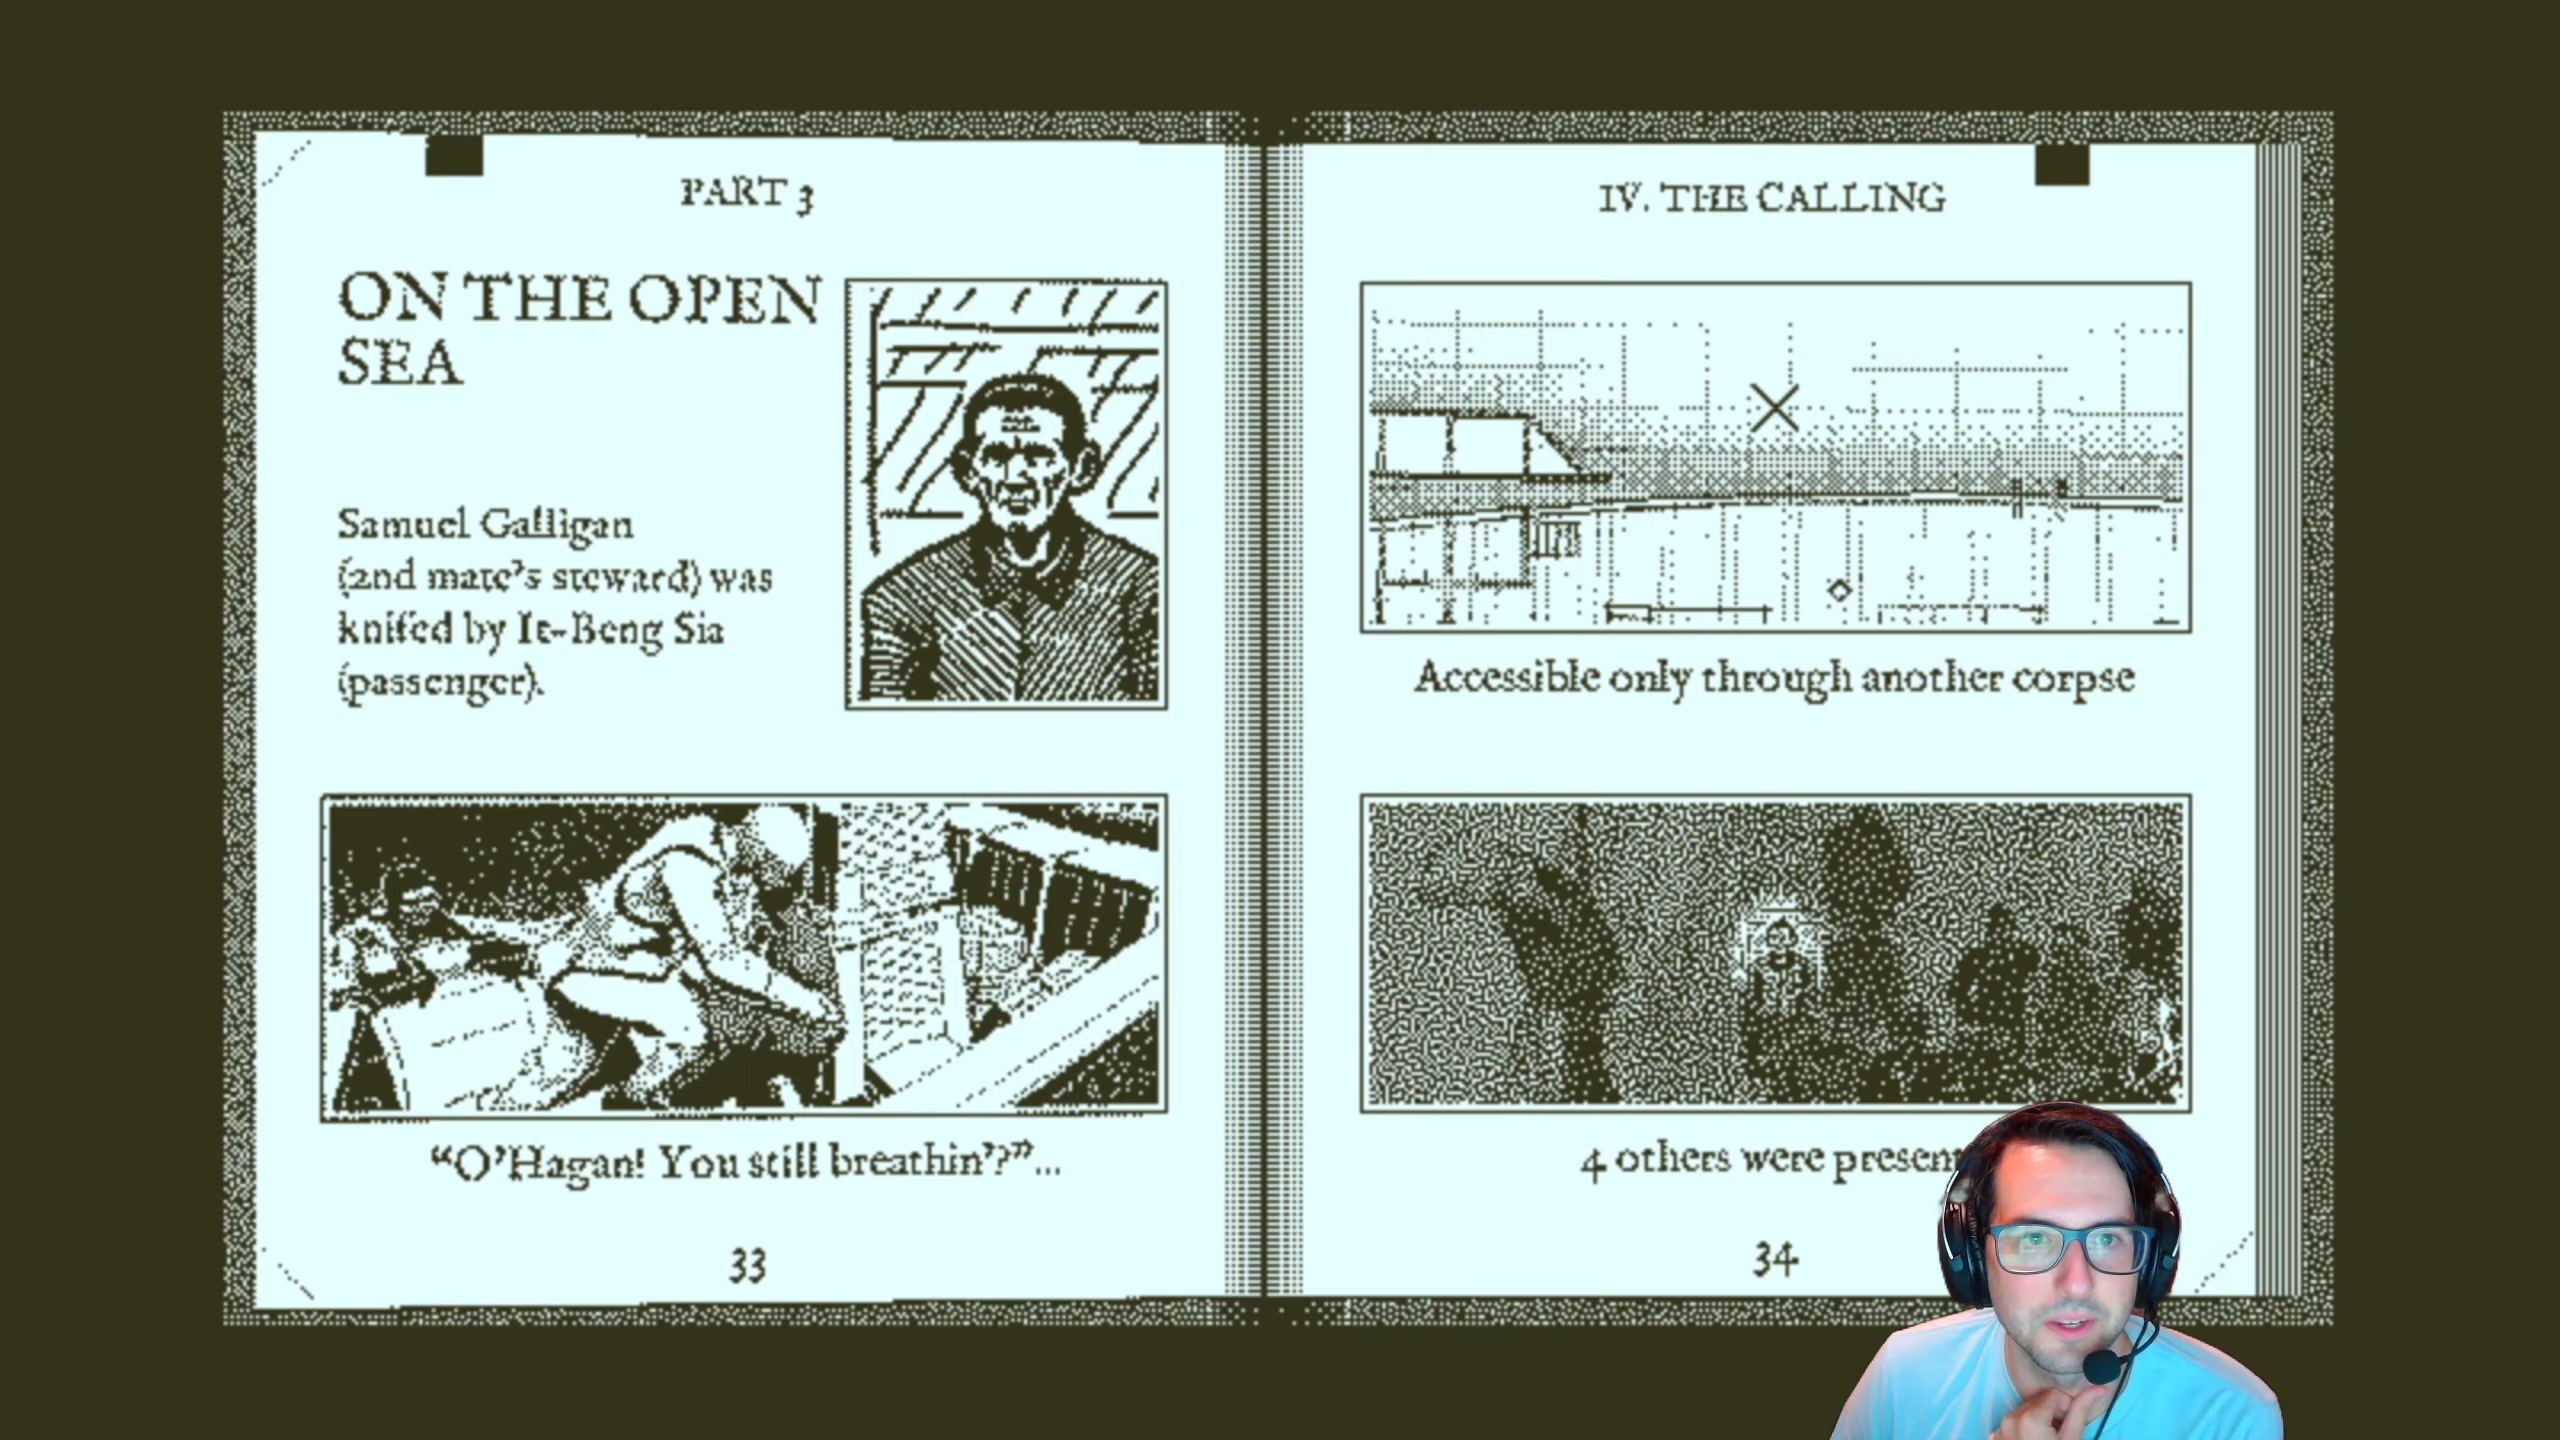 PART 3
ON THE OPEN
SEA
Samuel Galligan
(2nd mate's steward) was
knifed by It-Beng Sia
(passenger).
"O'Hagan! You still breathin'?"...
33
IV. THE CALLING
Accessible only through another corpse
4 others were present
34